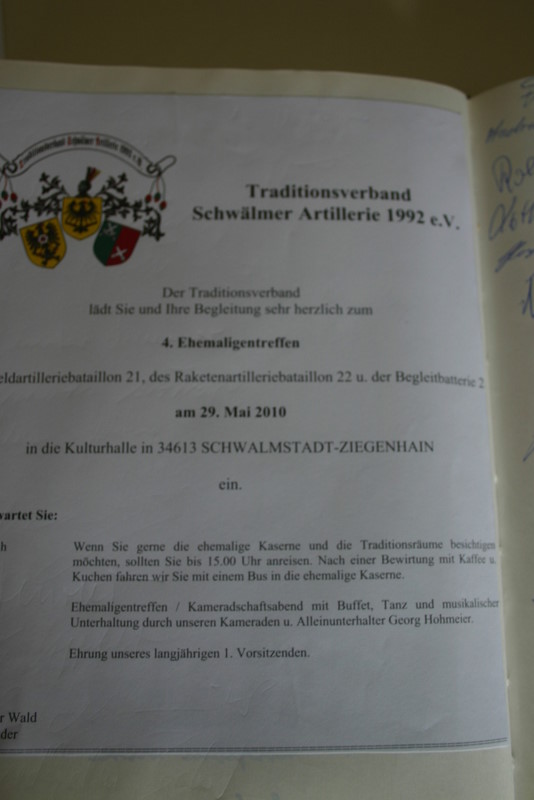 Traditionsverband Schwälmer Artillerie 1992 e.V.
Traditionsverband
Schwälmer Artillerie 1992 e.V.
Der Traditionsverband
lädt Sie und Ihre Begleitung sehr herzlich zum
4. Ehemaligentreffen
eldartilleriebataillon 21, des Raketenartilleriebataillon 22 u. der Begleitbatterie 2
am 29. Mai 2010
in die Kulturhalle in 34613 SCHWALMSTADT-ZIEGENHAIN
ein.
wartet Sie:
h Wenn Sie gerne die ehemalige Kaserne und die Traditionsräume besichtigen
möchten, sollten Sie bis 15.00 Uhr anreisen. Nach einer Bewirtung mit Kaffee u.
Kuchen fahren wir Sie mit einem Bus in die ehemalige Kaserne.
Ehemaligentreffen / Kameradschaftsabend mit Buffet, Tanz und musikalischer
Unterhaltung durch unseren Kameraden u. Alleinunterhalter Georg Hohmeier.
Ehrung unseres langjährigen 1. Vorsitzenden.
r Wald
der